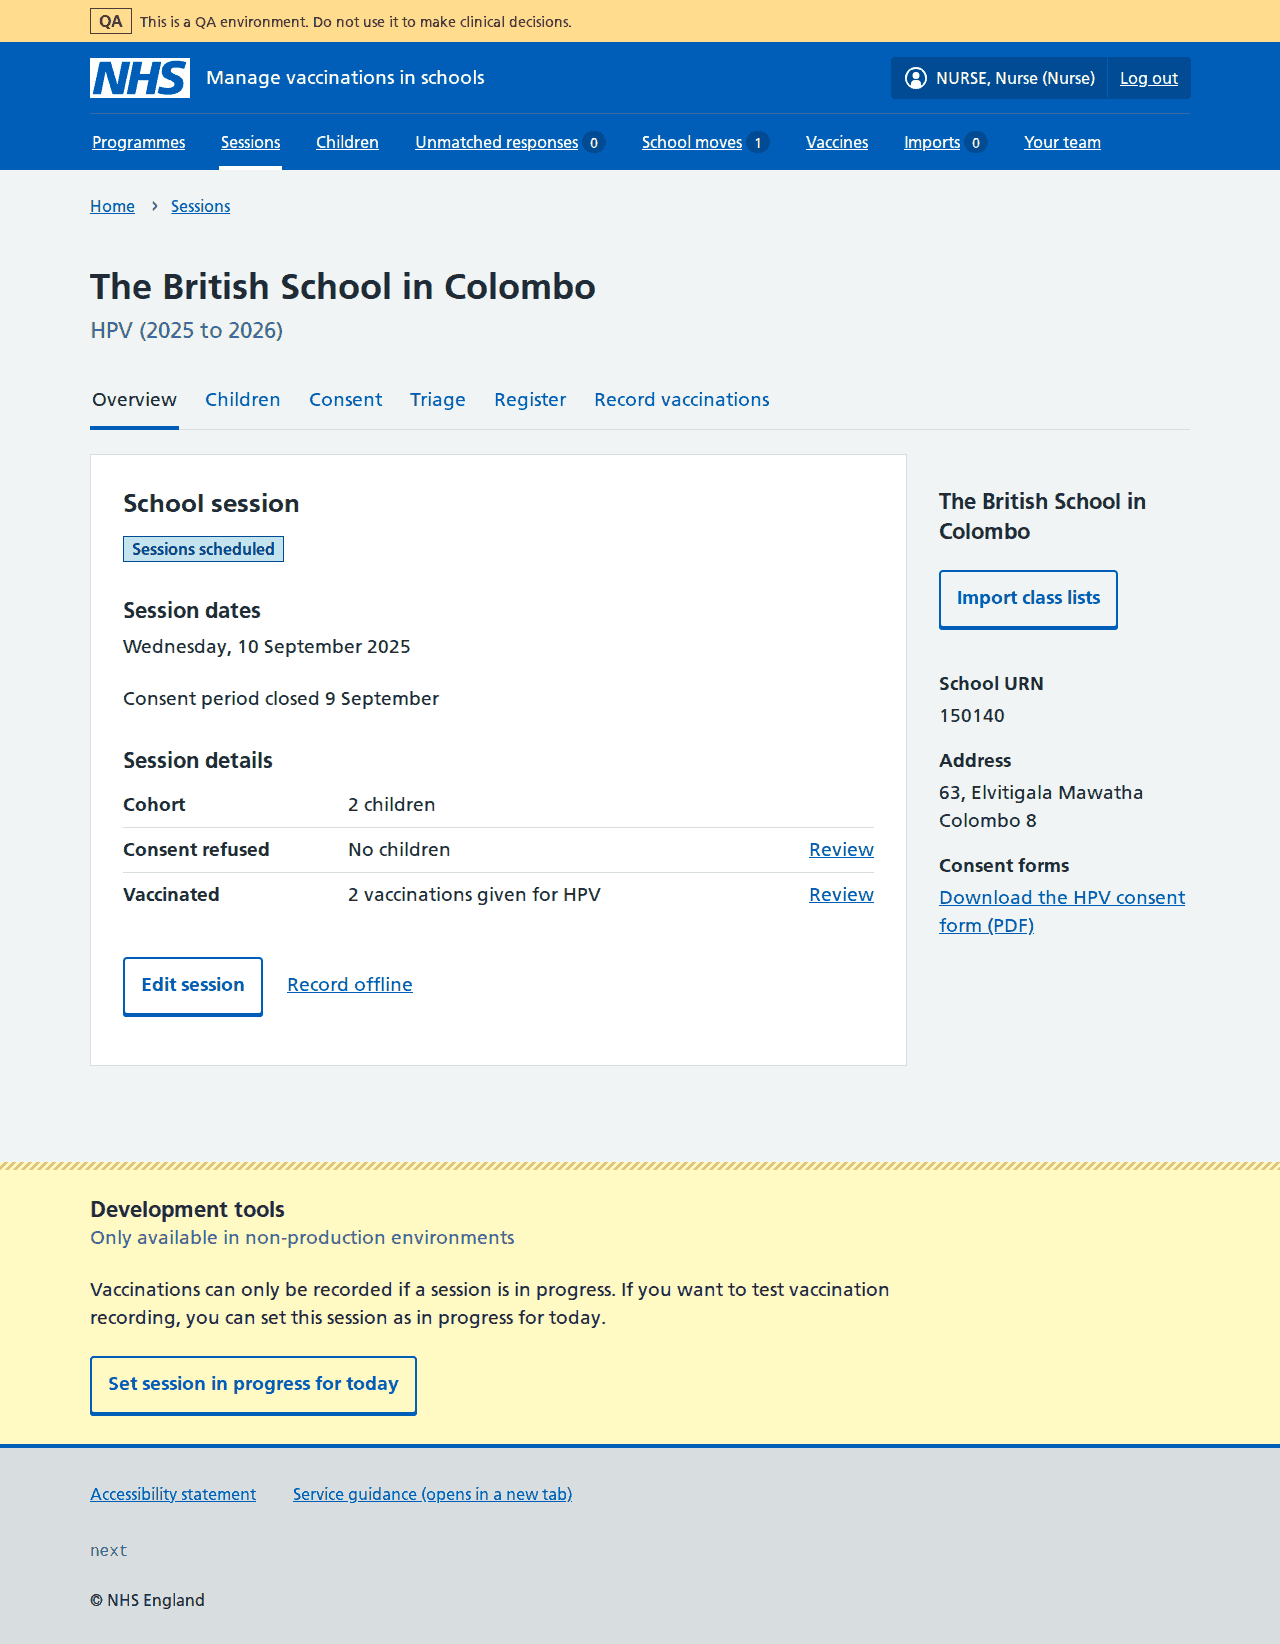 QA This is a QA environment. Do not use it to make clinical decisions.
NHS Manage vaccinations in schools NURSE, Nurse (Nurse) Log out
Programmes Sessions Children Unmatched responses 0 School moves 1 Vaccines Imports 0 Your team
Home › Sessions
The British School in Colombo
HPV (2025 to 2026)
Overview Children Consent Triage Register Record vaccinations
School session
Sessions scheduled
Session dates
Wednesday, 10 September 2025
Consent period closed 9 September
Session details
Cohort 2 children
Consent refused No children Review
Vaccinated 2 vaccinations given for HPV Review
Edit session Record offline
The British School in
Colombo
Import class lists
School URN
150140
Address
63, Elvitigala Mawatha
Colombo 8
Consent forms
Download the HPV consent
form (PDF)
Development tools
Only available in non-production environments
Vaccinations can only be recorded if a session is in progress. If you want to test vaccination
recording, you can set this session as in progress for today.
Set session in progress for today
Accessibility statement Service guidance (opens in a new tab)
next
© NHS England